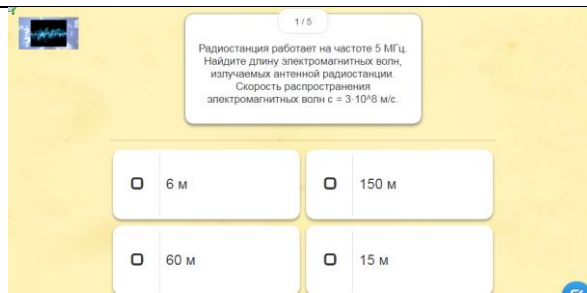 1 / 5
Радиостанция работает на частоте 5 МГц.
Найдите длину электромагнитных волн,
излучаемых антенной радиостанции.
Скорость распространения
электромагнитных волн с = 3·10^8 м/с.
6 м
150 м
60 м
15 м